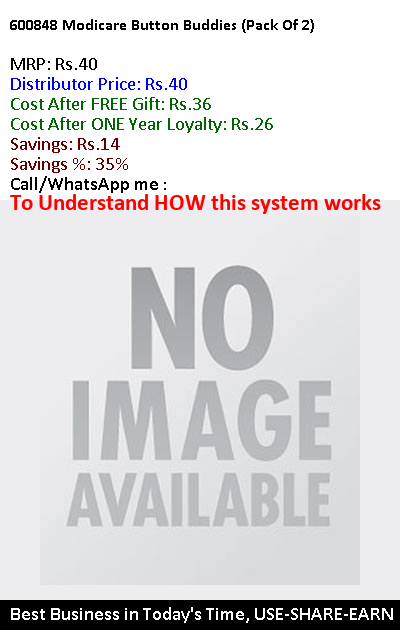 600848 Modicare Button Buddies (Pack Of 2)
MRP: Rs.40
Distributor Price: Rs.40
Cost After FREE Gift: Rs.36
Cost After ONE Year Loyalty: Rs.26
Savings: Rs.14
Savings %: 35%
Call/WhatsApp me :
To Understand HOW this system works
NO
IMAGE
AVAILABLE
Best Business in Today's Time, USE-SHARE-EARN